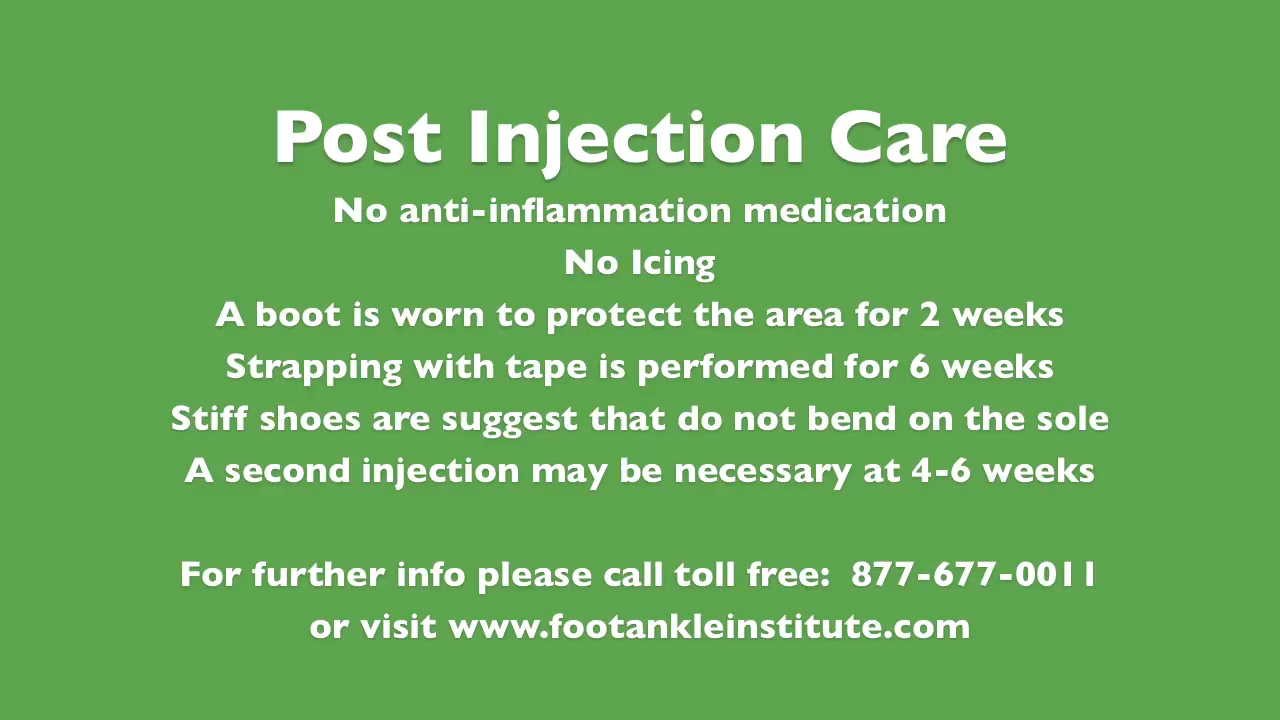 Post Injection Care
No anti-inflammation medication
No Icing
A boot is worn to protect the area for 2 weeks
Strapping with tape is performed for 6 weeks
Stiff shoes are suggest that do not bend on the sole
A second injection may be necessary at 4-6 weeks
For further info please call toll free:  877-677-0011
or visit www.footankleinstitute.com